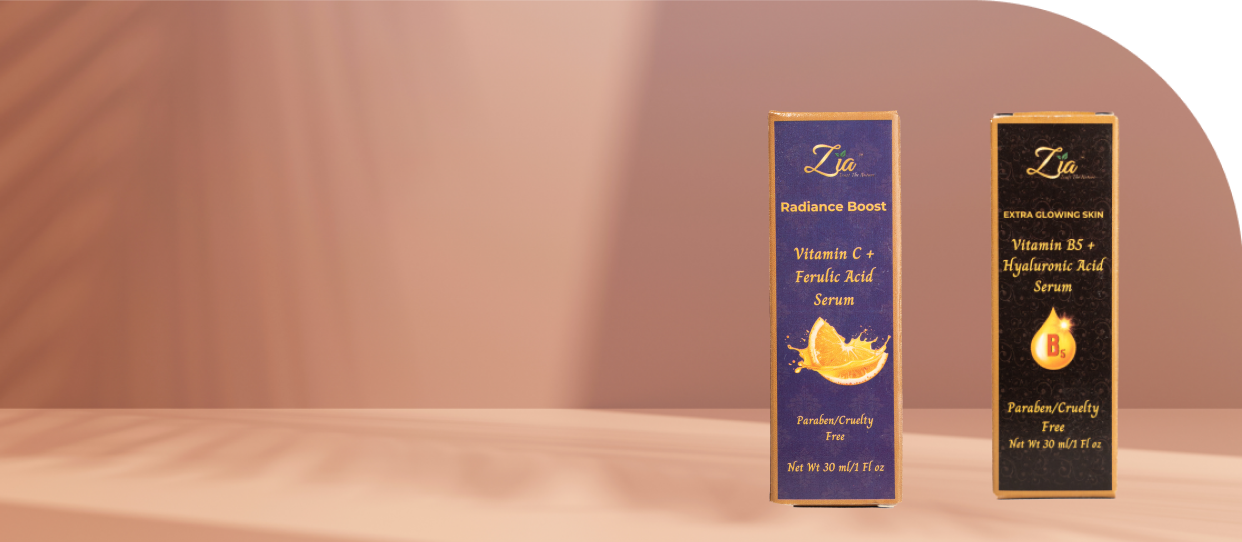 Zia
Radiance Boost
Vitamin C +
Ferulic Acid
Serum
Paraben/Cruelty
Free
Net Wt 30 ml/1 Fl oz
Zia
EXTRA GLOWING SKIN
Vitamin B5 +
Hyaluronic Acid
Serum
B5
Paraben/Cruelty
Free
Net Wt 30 ml/1 Fl oz